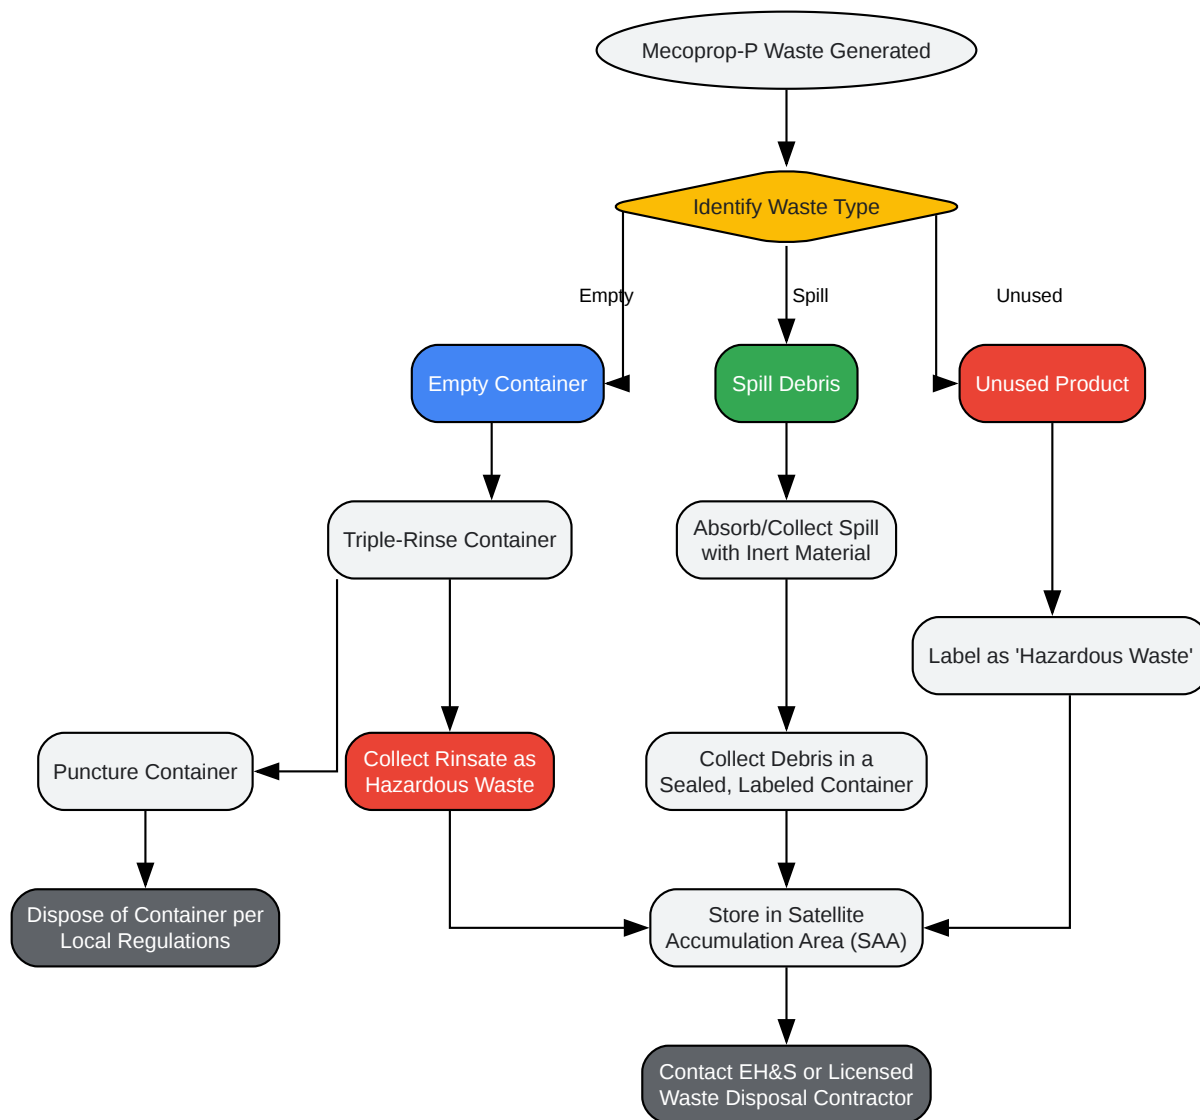 Mecoprop-P Waste Generated
Identify Waste Type
Empty
Spill
Unused
Empty Container
Spill Debris
Unused Product
Triple-Rinse Container
Absorb/Collect Spill
with Inert Material
Label as 'Hazardous Waste'
Puncture Container
Collect Rinsate as
Hazardous Waste
Collect Debris in a
Sealed, Labeled Container
Dispose of Container per
Local Regulations
Store in Satellite
Accumulation Area (SAA)
Contact EH&S or Licensed
Waste Disposal Contractor